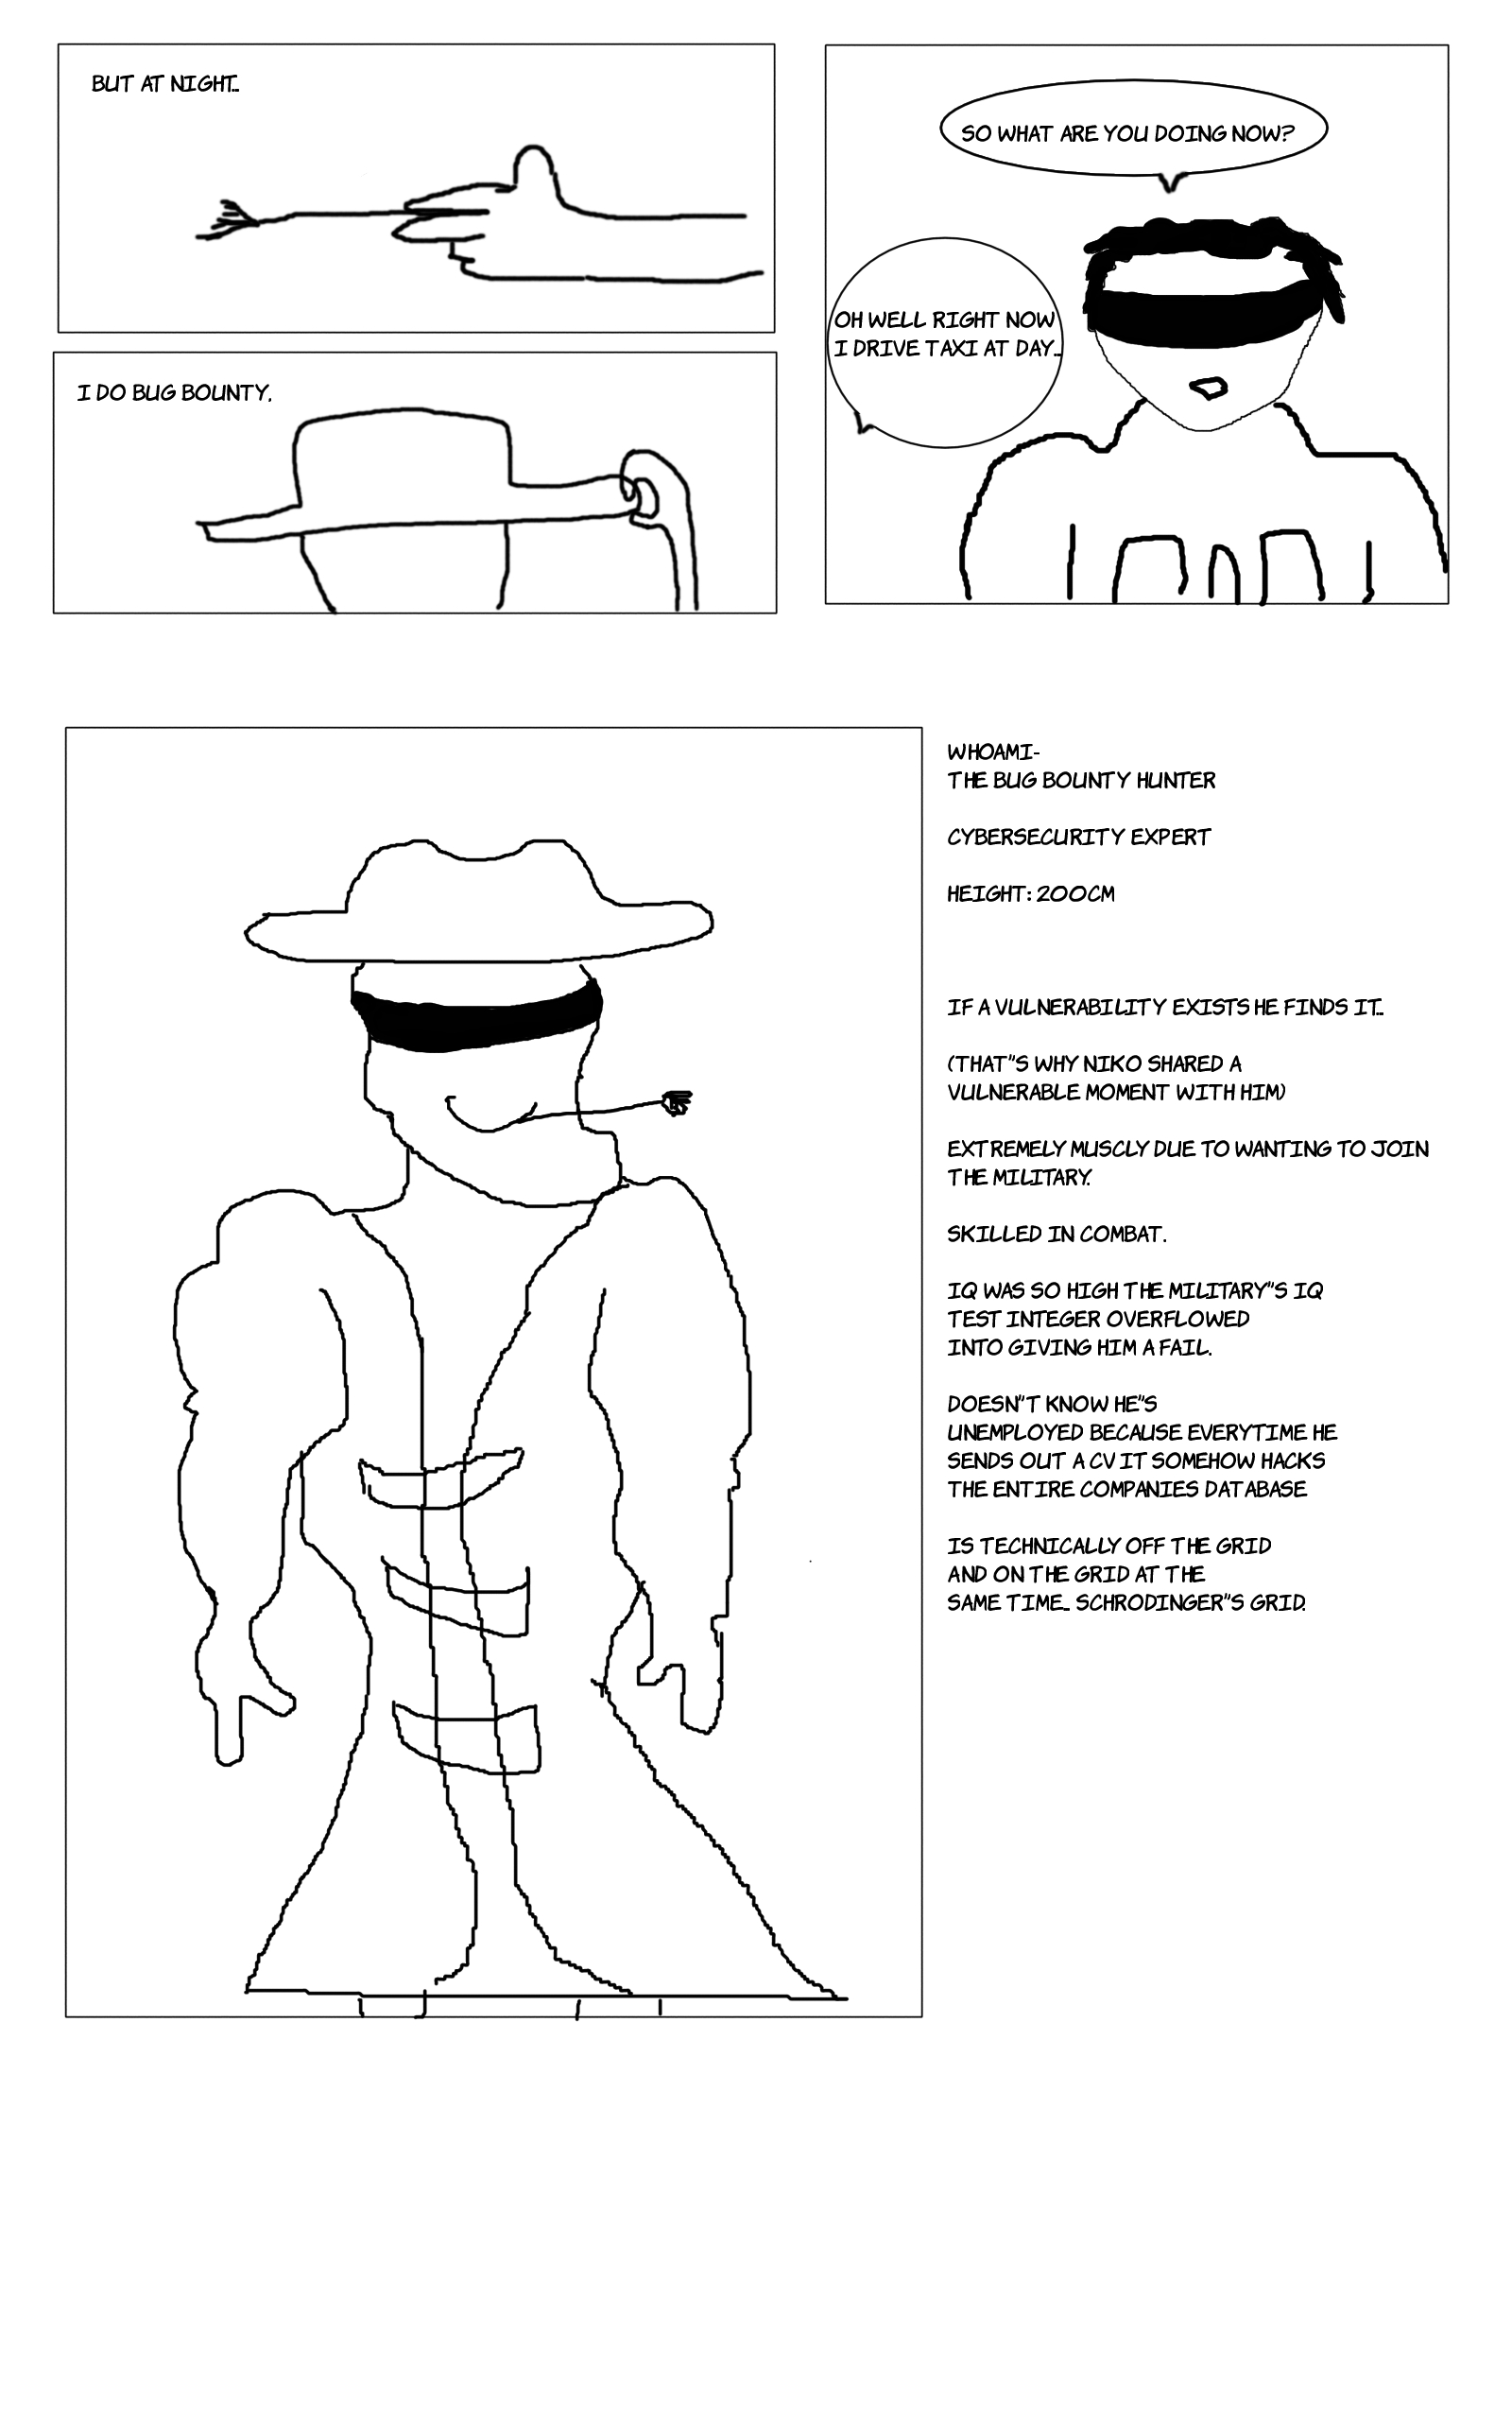 SO WHAT ARE YOU DOING NOW?
OH WELL RIGHT NOW
I DRIVE TAXI AT DAY..
BUT AT NIGHT..
I DO BUG BOUNTY.
WHOAMI-
THE BUG BOUNTY HUNTER
CYBERSECURITY EXPERT
HEIGHT: 200CM
IF A VULNERABILITY EXISTS HE FINDS IT..
(THAT"S WHY NIKO SHARED A
VULNERABLE MOMENT WITH HIM)
EXTREMELY MUSCLY DUE TO WANTING TO JOIN
THE MILITARY.
SKILLED IN COMBAT.
IQ WAS SO HIGH THE MILITARY"S IQ
TEST INTEGER OVERFLOWED
INTO GIVING HIM A FAIL.
DOESN"T KNOW HE"S
UNEMPLOYED BECAUSE EVERYTIME HE
SENDS OUT A CV IT SOMEHOW HACKS
THE ENTIRE COMPANIES DATABASE
IS TECHNICALLY OFF THE GRID
AND ON THE GRID AT THE
SAME TIME.. SCHRODINGER"S GRID.